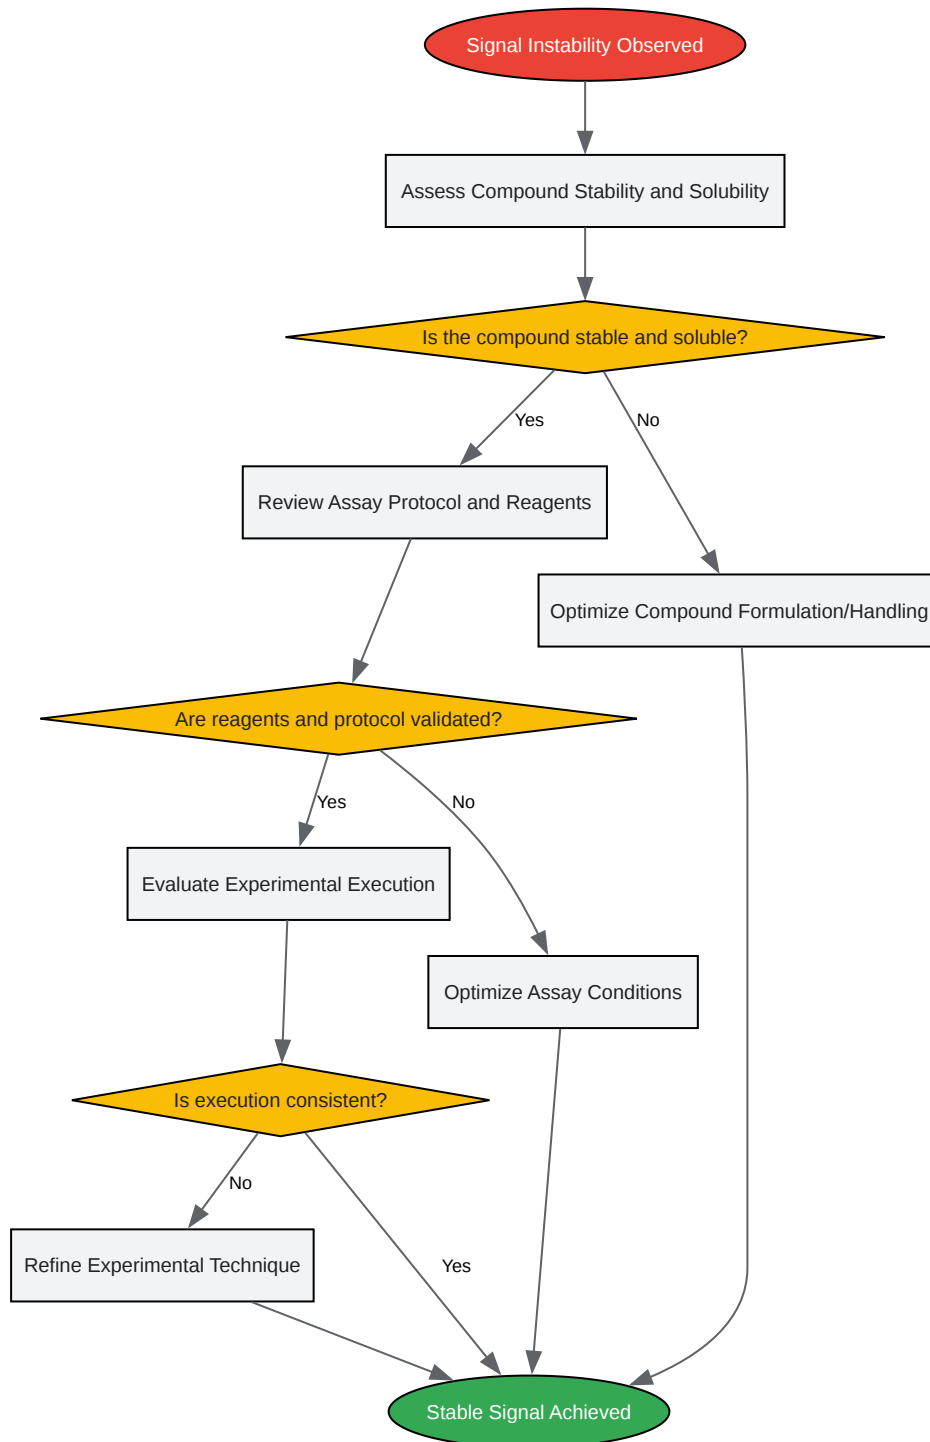 Signal Instability Observed
Assess Compound Stability and Solubility
Is the compound stable and soluble?
Yes
No
Review Assay Protocol and Reagents
Optimize Compound Formulation/Handling
Are reagents and protocol validated?
Yes
No
Evaluate Experimental Execution
Optimize Assay Conditions
Is execution consistent?
No
Yes
Refine Experimental Technique
Stable Signal Achieved